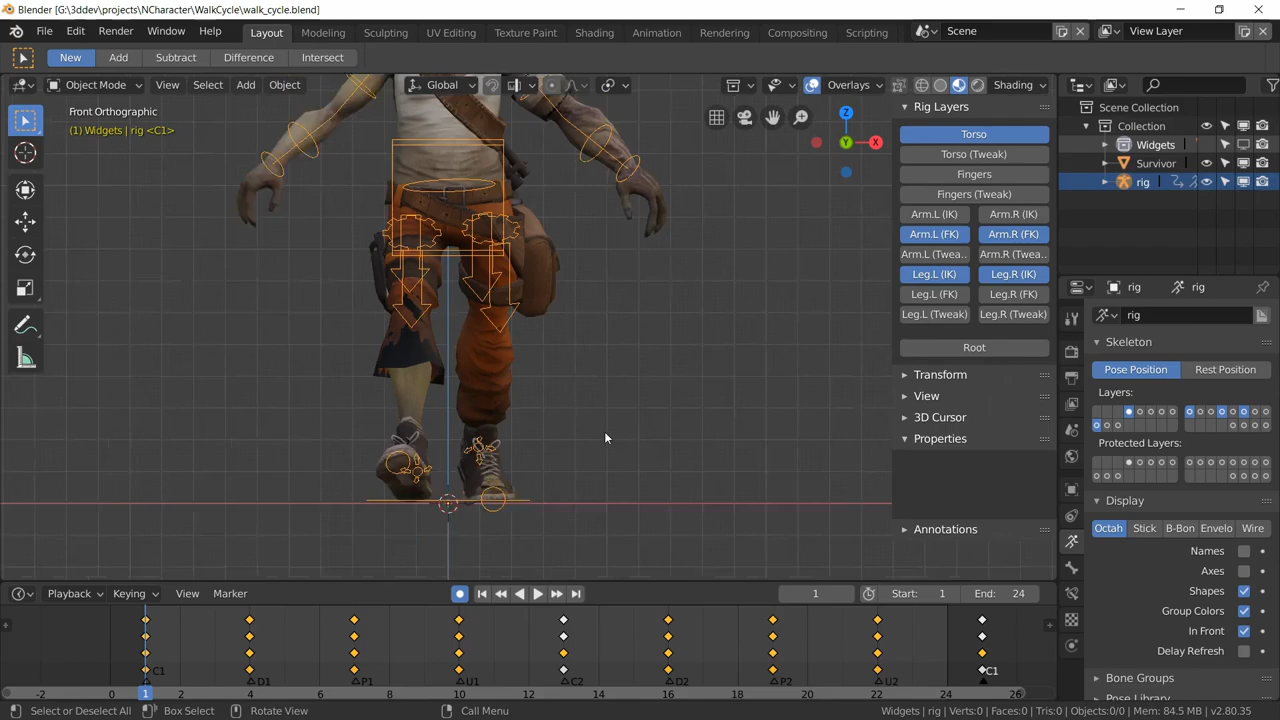 Blender [G:\3ddev\projects\NCharacter\WalkCycle\walk_cycle.blend]
File Edit Render Window Help Layout Modeling Sculpting UV Editing Texture Paint Shading Animation Rendering Compositing Scripting Scene View Layer
New Add Subtract Difference Intersect
Object Mode View Select Add Object Global Overlays Shading
Front Orthographic
(1) Widgets | rig <C1>
Z
Y
X
Rig Layers
Torso
Torso (Tweak)
Fingers
Fingers (Tweak)
Arm.L (IK) Arm.R (IK)
Arm.L (FK) Arm.R (FK)
Arm.L (Twea.. Arm.R (Twea..
Leg.L (IK) Leg.R (IK)
Leg.L (FK) Leg.R (FK)
Leg.L (Tweak) Leg.R (Tweak)
Root
Transform
View
3D Cursor
Properties
Annotations
Scene Collection
Collection
Widgets
Survivor
rig
rig rig
rig
Skeleton
Pose Position Rest Position
Layers:
Protected Layers:
Display
Octah Stick B-Bon Envelo Wire
Names
Axes
Shapes
Group Colors
In Front
Delay Refresh
Bone Groups
Pose Library
Playback Keying View Marker 1 Start: 1 End: 24
C1 C1
D1 P1 U1 C2 D2 P2 U2
-2 0 1 2 4 6 8 10 12 14 16 18 20 22 24 26
Select or Deselect All Box Select Rotate View Call Menu Widgets | rig | Verts:0 | Faces:0 | Tris:0 | Objects:0/0 | Mem: 84.5 MB | v2.80.35